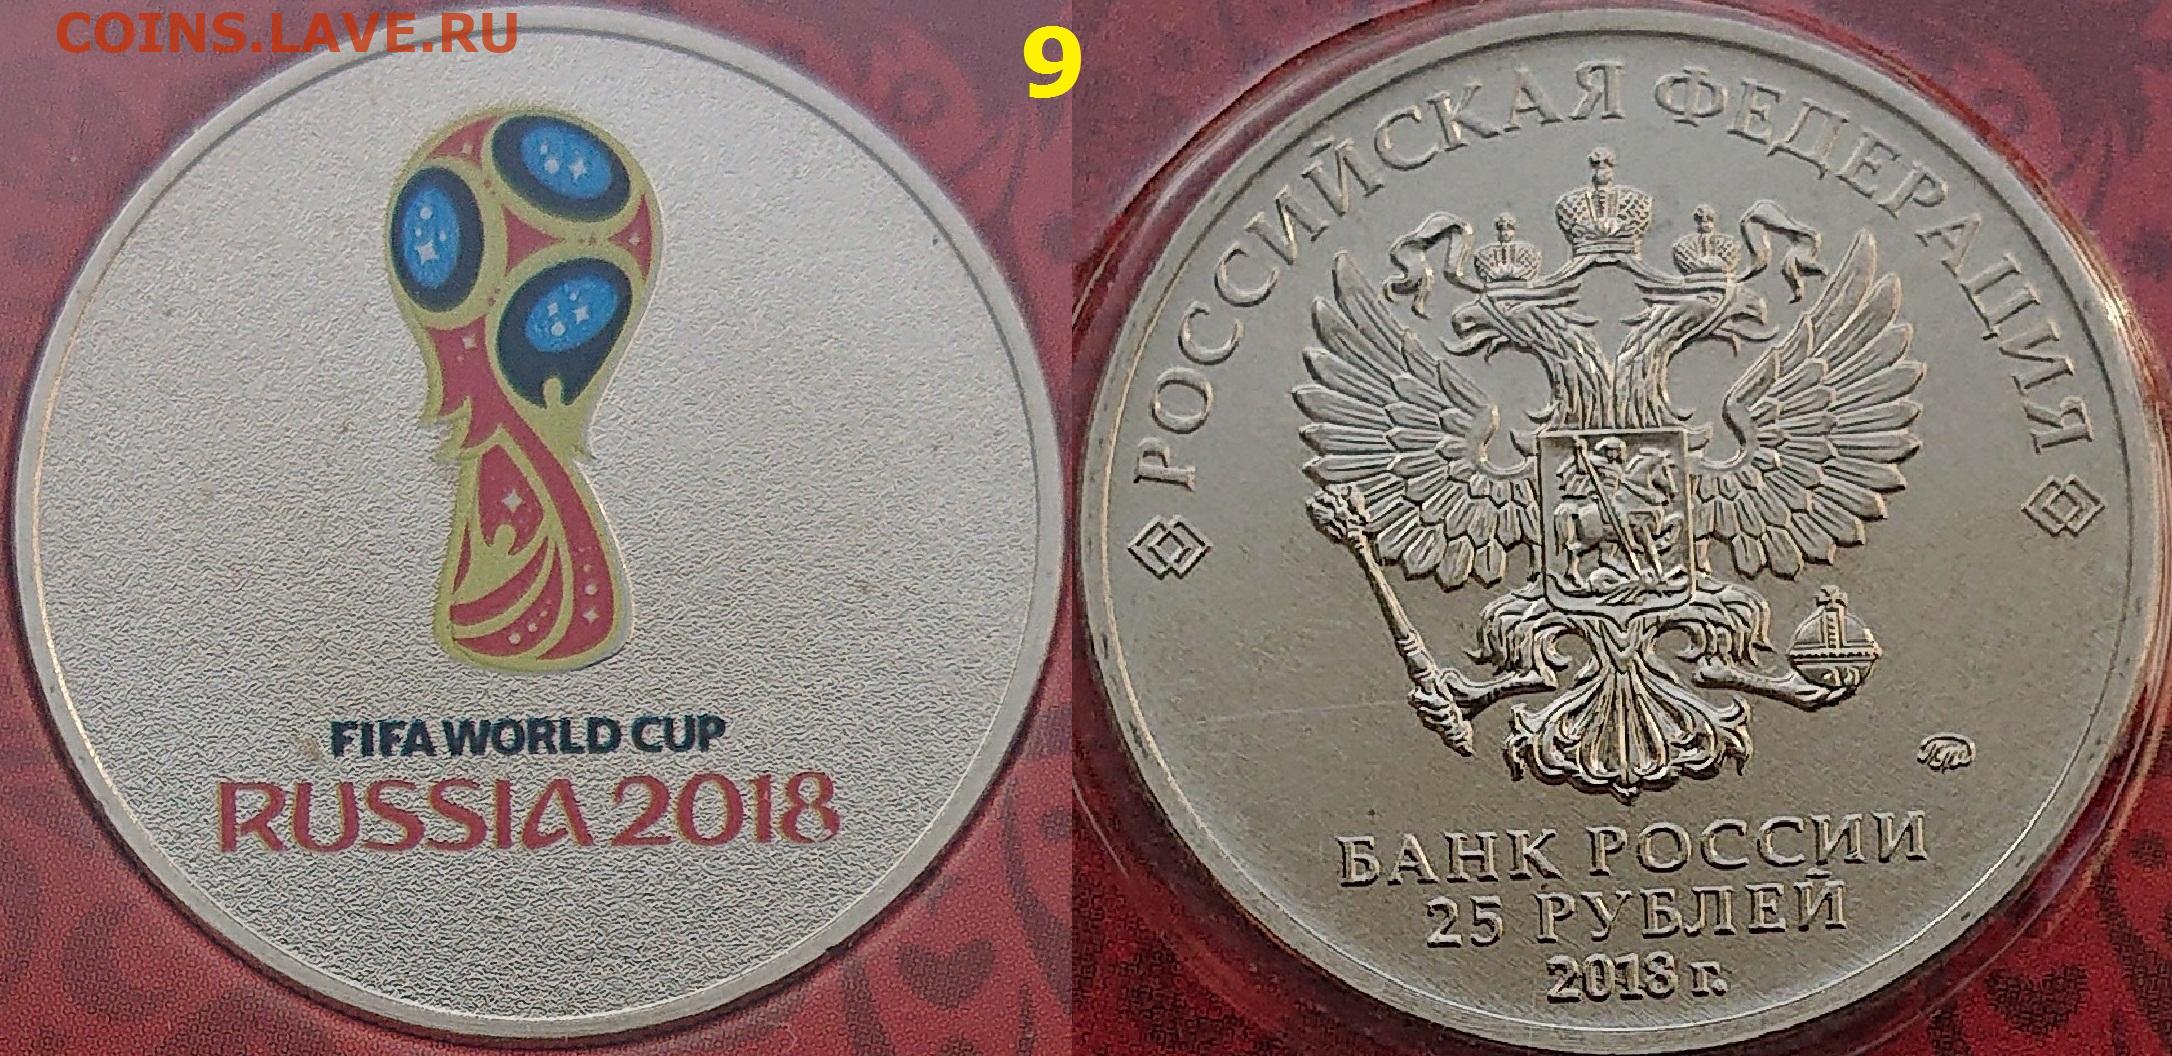 COINS.LAVE.RU
9
FIFA WORLD CUP
RUSSIA 2018
РОССИЙСКАЯ ФЕДЕРАЦИЯ
БАНК РОССИИ
25 РУБЛЕЙ
2018 г.